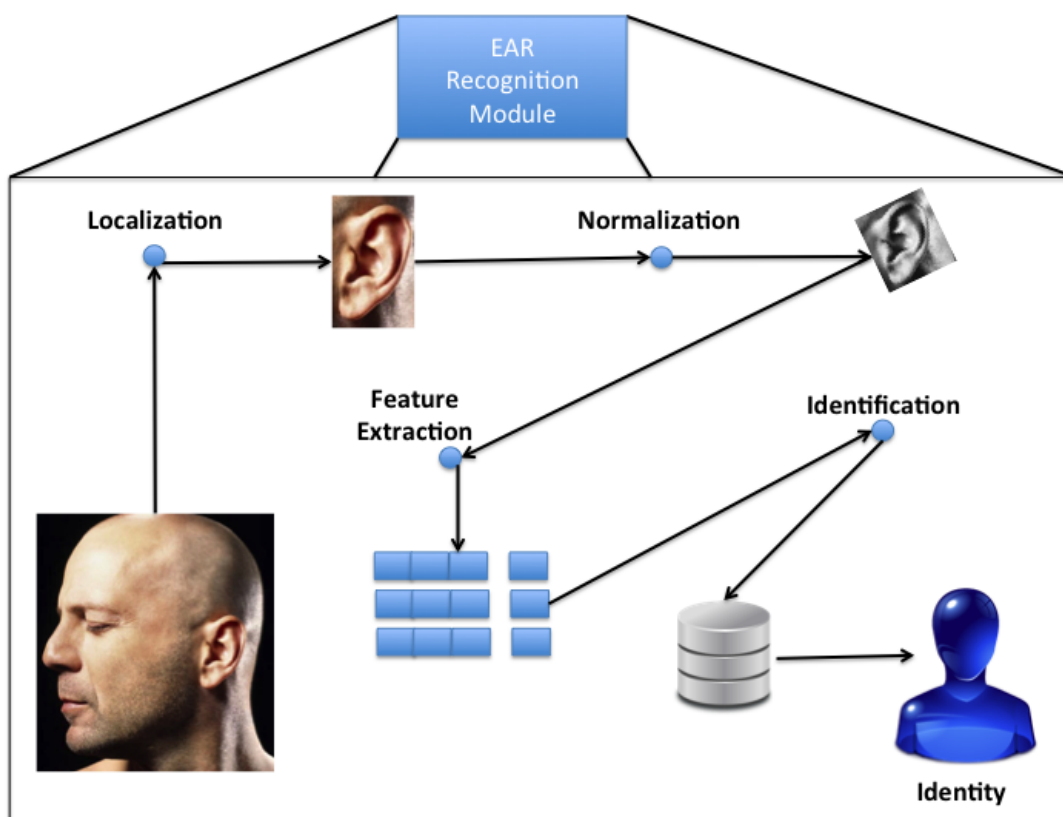 EAR
Recognition
Module
Localization
Normalization
Feature
Extraction
Identification
Identity